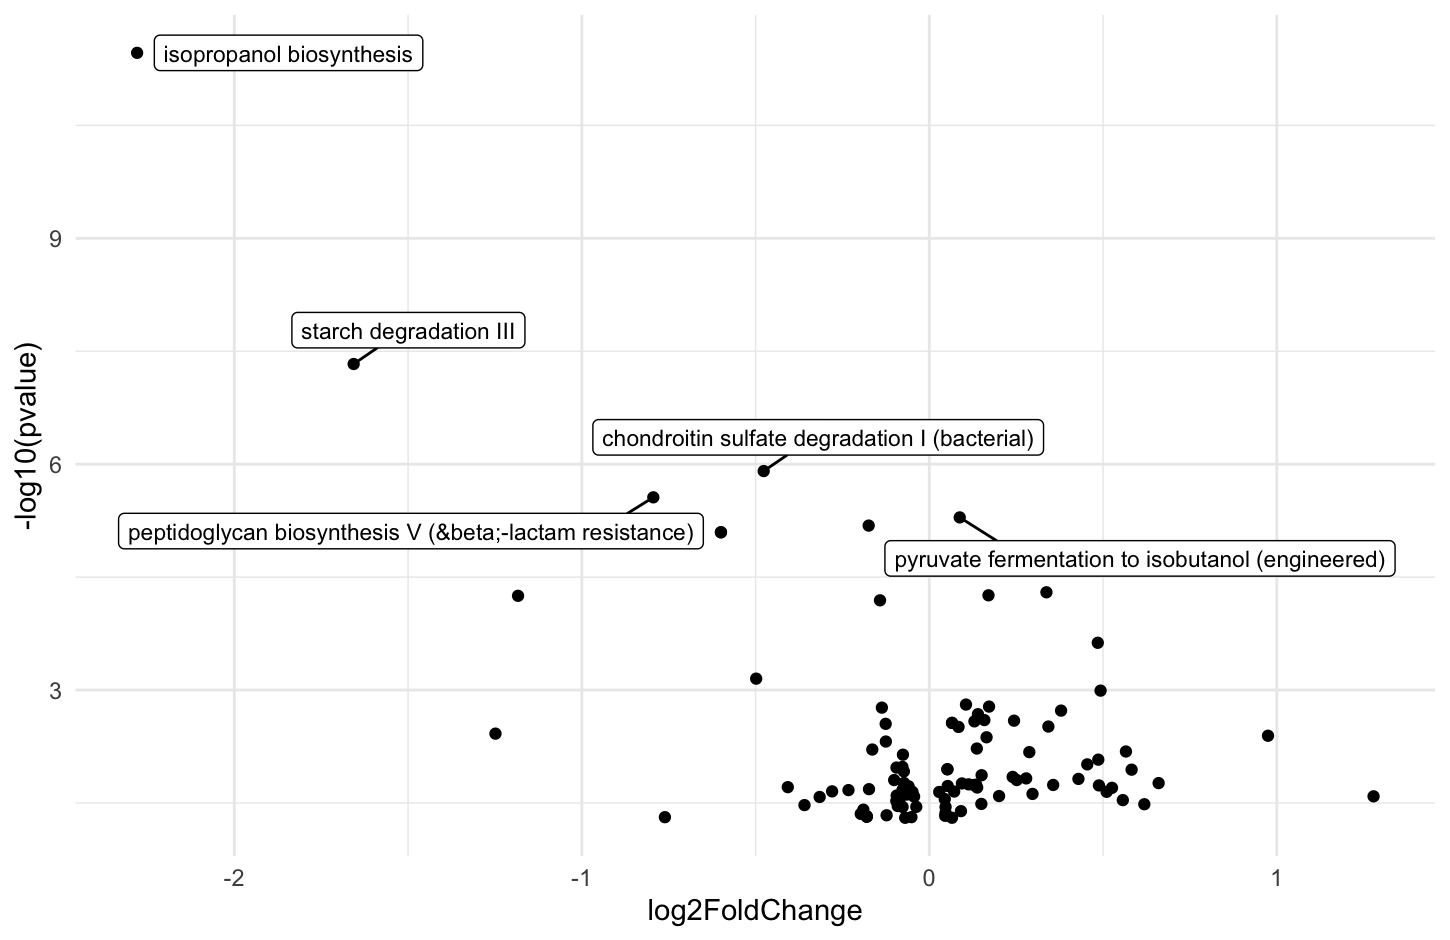 isopropanol biosynthesis
9
starch degradation III
chondroitin sulfate degradation I (bacterial)
6
peptidoglycan biosynthesis V (&beta;-lactam resistance)
pyruvate fermentation to isobutanol (engineered)
3
-log10(pvalue)
-2
-1
0
1
log2FoldChange